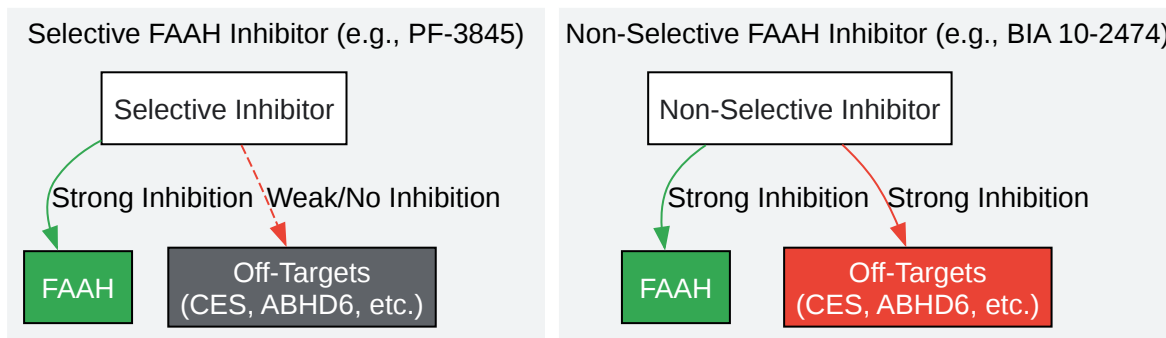 Selective FAAH Inhibitor (e.g., PF-3845)
Selective Inhibitor
Strong Inhibition
Weak/No Inhibition
FAAH
Off-Targets
(CES, ABHD6, etc.)
Non-Selective FAAH Inhibitor (e.g., BIA 10-2474)
Non-Selective Inhibitor
Strong Inhibition
Strong Inhibition
FAAH
Off-Targets
(CES, ABHD6, etc.)